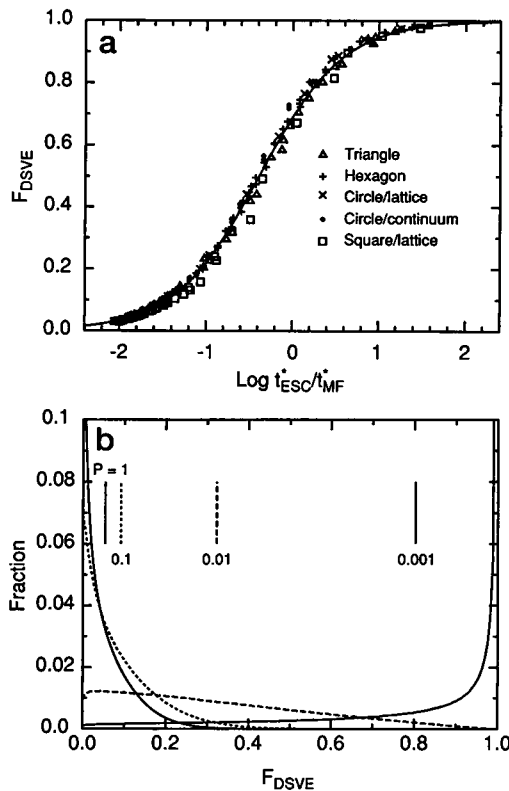 a
1.0
0.8
0.6
0.4
0.2
0.0
F_DSVE
Triangle
Hexagon
Circle/lattice
Circle/continuum
Square/lattice
-2 -1 0 1 2
Log t*ESC/t*MF
b
0.1
0.08
0.06
0.04
0.02
0.0
Fraction
P = 1
0.1
0.01
0.001
0.0 0.2 0.4 0.6 0.8 1.0
F_DSVE